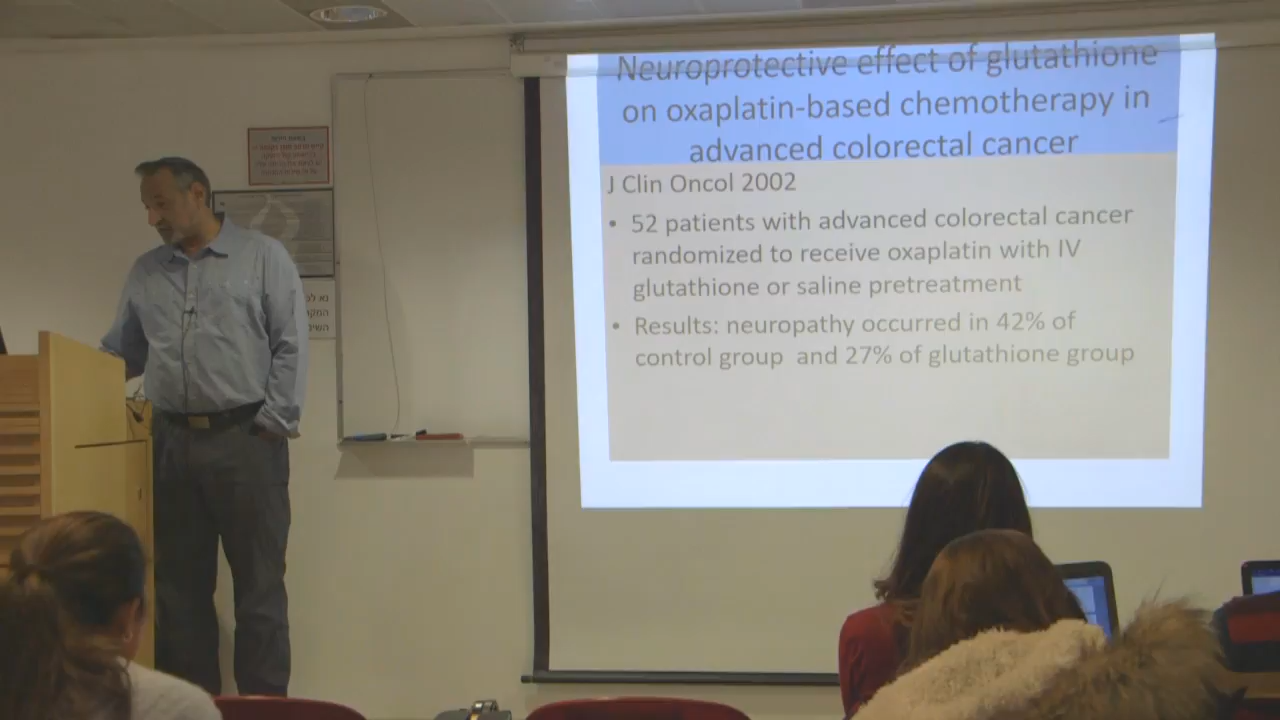 Neuroprotective effect of glutathione
on oxaplatin-based chemotherapy in
advanced colorectal cancer
J Clin Oncol 2002
• 52 patients with advanced colorectal cancer
randomized to receive oxaplatin with IV
glutathione or saline pretreatment
• Results: neuropathy occurred in 42% of
control group and 27% of glutathione group